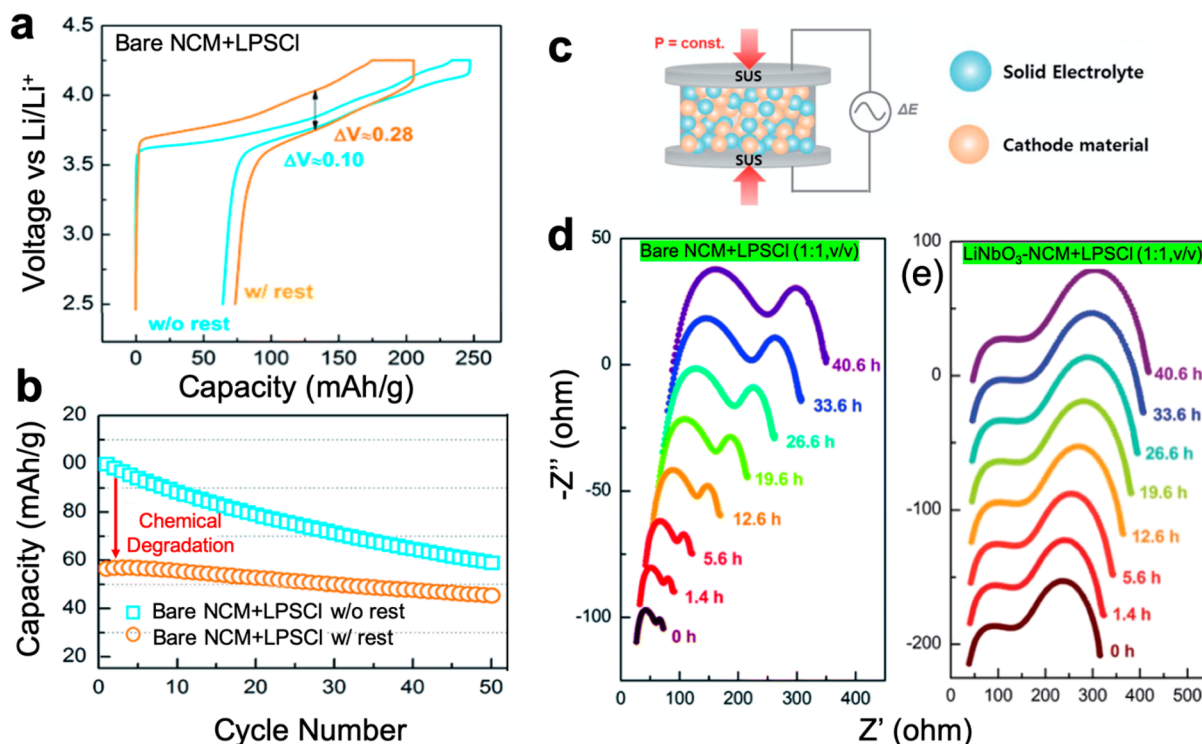 a
Bare NCM+LPSCl
4.5
4.0
3.5
3.0
2.5
Voltage vs Li/Li⁺
ΔV≈0.28
ΔV≈0.10
w/ rest
w/o rest
0
50
100
150
200
250
Capacity (mAh/g)
b
20
00
80
60
40
20
Capacity (mAh/g)
Chemical
Degradation
Bare NCM+LPSCl w/o rest
Bare NCM+LPSCl w/ rest
0
10
20
30
40
50
Cycle Number
c
P = const.
SUS
SUS
ΔE
Solid Electrolyte
Cathode material
d
Bare NCM+LPSCl (1:1,v/v)
50
0
-50
-100
-Z’’ (ohm)
40.6 h
33.6 h
26.6 h
19.6 h
12.6 h
5.6 h
1.4 h
0 h
0
100
200
300
400
(e)
LiNbO₃-NCM+LPSCl (1:1,v/v)
100
0
-100
-200
40.6 h
33.6 h
26.6 h
19.6 h
12.6 h
5.6 h
1.4 h
0 h
0
100
200
300
400
500
Z’ (ohm)